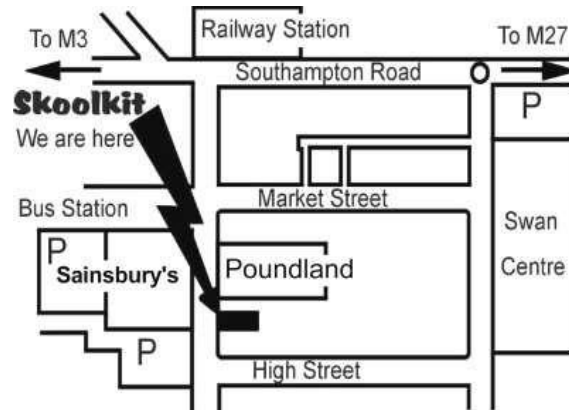 Railway Station
To M3
To M27
Southampton Road
Skoolkit
P
We are here
Market Street
Bus Station
Swan
Centre
P
Sainsbury's
Poundland
P
High Street